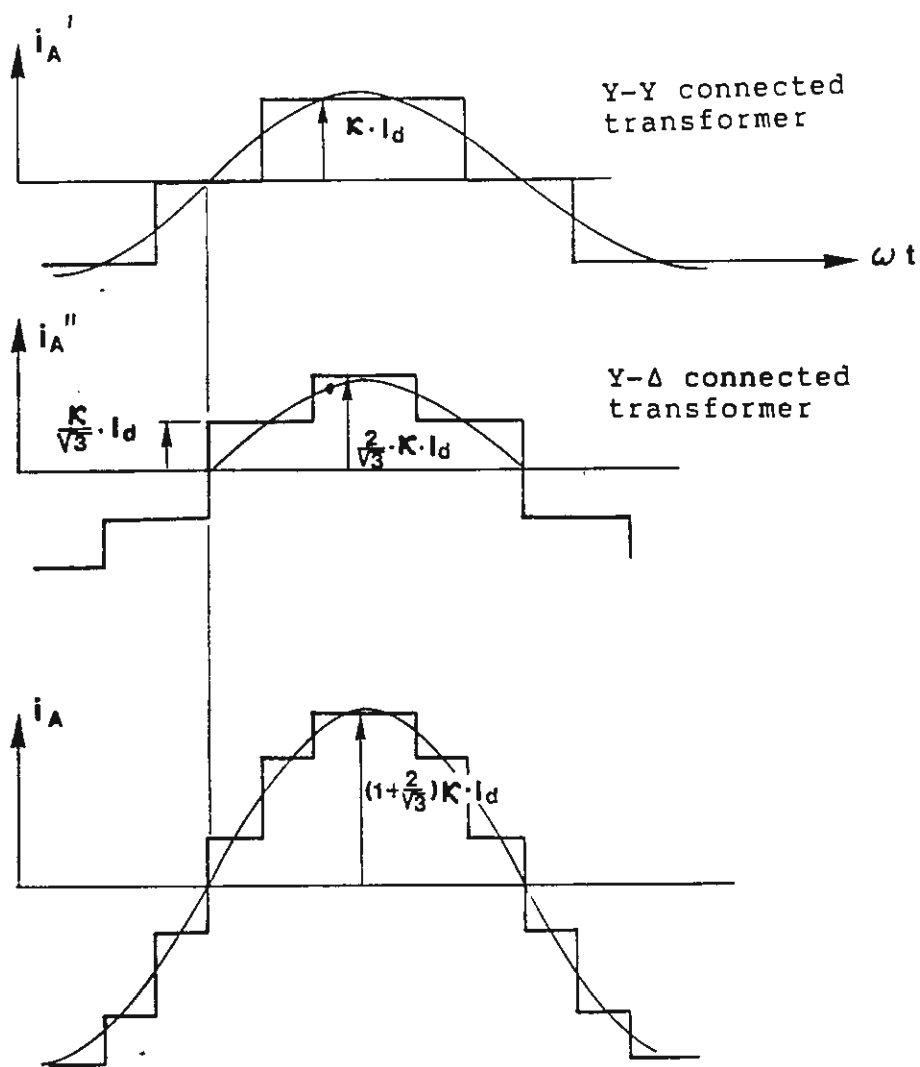 i_A'
Y-Y connected
transformer
K·I_d
ωt
i_A''
Y-Δ connected
transformer
K/√3·I_d
2/√3·K·I_d
i_A
(1+2/√3)K·I_d